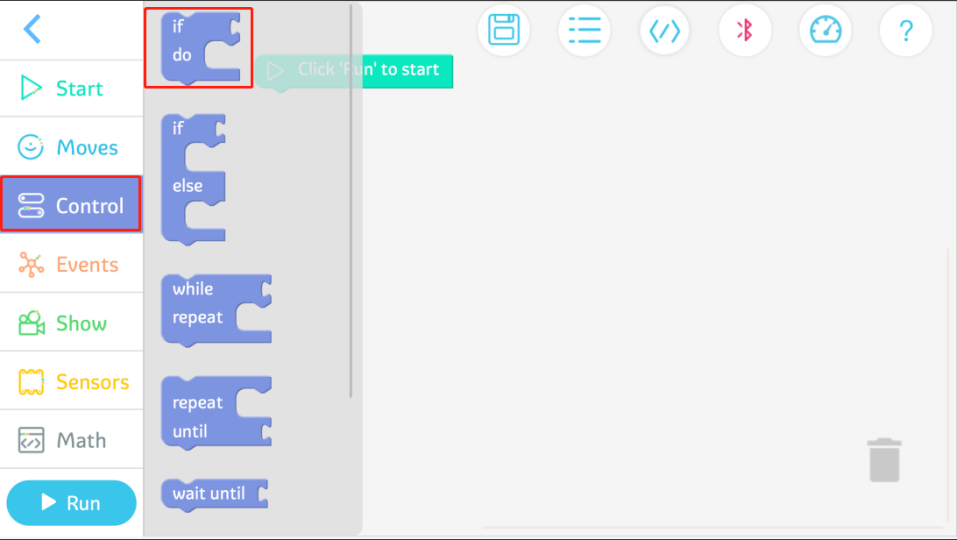 Start
Moves
Control
Events
Show
Sensors
Math
Run
if
do
if
else
while
repeat
repeat
until
wait until
Click 'Run' to start
?